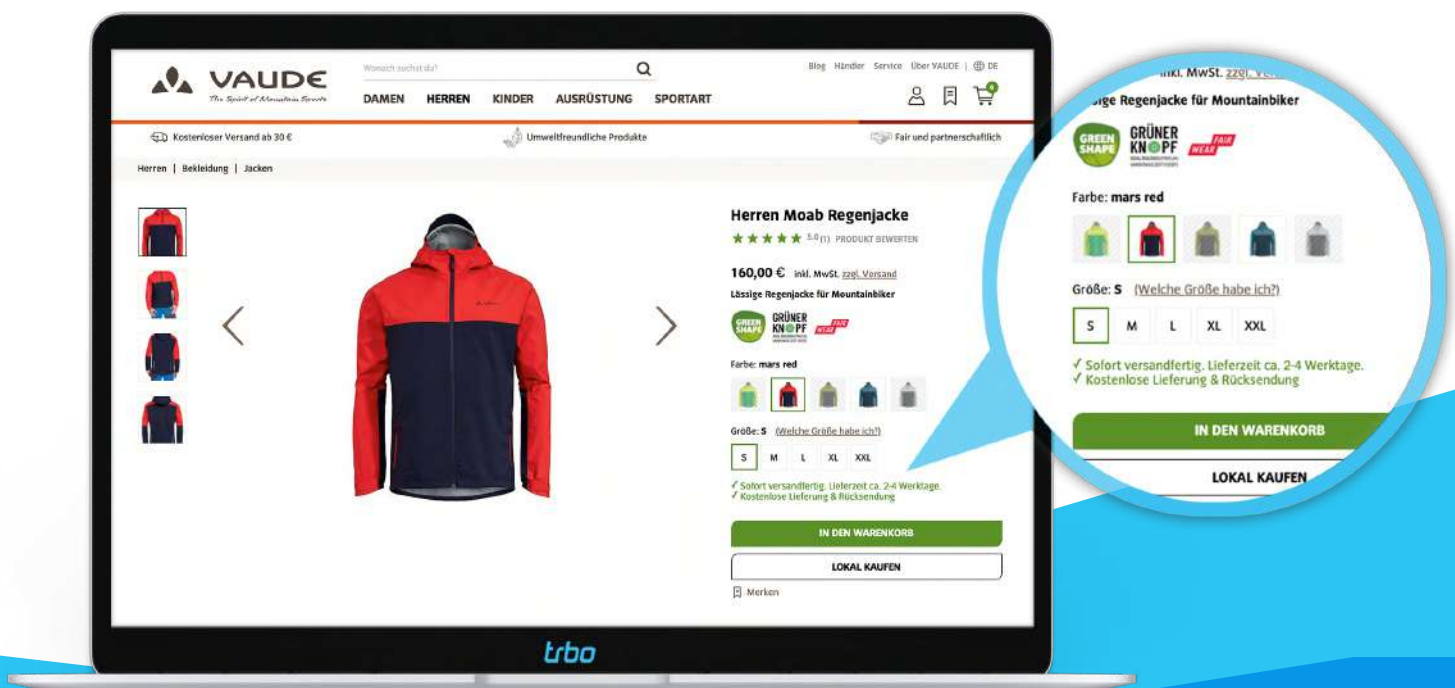 VAUDE
The Spirit of Mountain Sports
Wonach suchst du?
Blog Händler Service Über VAUDE | DE
DAMEN HERREN KINDER AUSRÜSTUNG SPORTART
0
Kostenloser Versand ab 30 €
Umweltfreundliche Produkte
Fair und partnerschaftlich
Herren | Bekleidung | Jacken
Herren Moab Regenjacke
5.0 (1) PRODUKT BEWERTEN
160,00 € inkl. MwSt. zzgl. Versand
Lässige Regenjacke für Mountainbiker
GREEN SHAPE
GRÜNER KNOPF
FAIR WEAR
Farbe: mars red
Größe: S (Welche Größe habe ich?)
S M L XL XXL
✓ Sofort versandfertig. Lieferzeit ca. 2-4 Werktage.
✓ Kostenlose Lieferung & Rücksendung
IN DEN WARENKORB
LOKAL KAUFEN
Merken
trbo
inkl. MwSt. zzgl.
Regenjacke für Mountainbiker
GREEN SHAPE
GRÜNER KNOPF
FAIR WEAR
Farbe: mars red
Größe: S (Welche Größe habe ich?)
S M L XL XXL
✓ Sofort versandfertig. Lieferzeit ca. 2-4 Werktage.
✓ Kostenlose Lieferung & Rücksendung
IN DEN WARENKORB
LOKAL KAUFEN